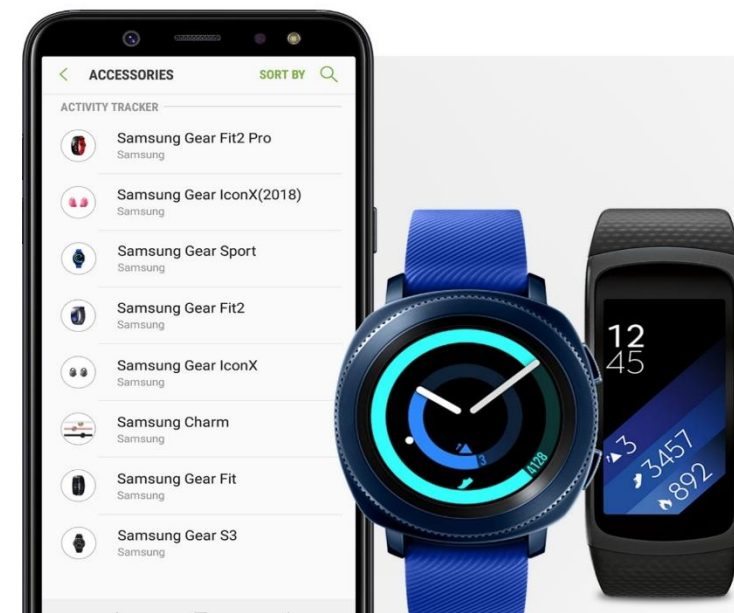 ACCESSORIES
SORT BY
ACTIVITY TRACKER
Samsung Gear Fit2 Pro
Samsung
Samsung Gear IconX(2018)
Samsung
Samsung Gear Sport
Samsung
Samsung Gear Fit2
Samsung
Samsung Gear IconX
Samsung
Samsung Charm
Samsung
Samsung Gear Fit
Samsung
Samsung Gear S3
Samsung
3
4128
12
45
3
3457
892